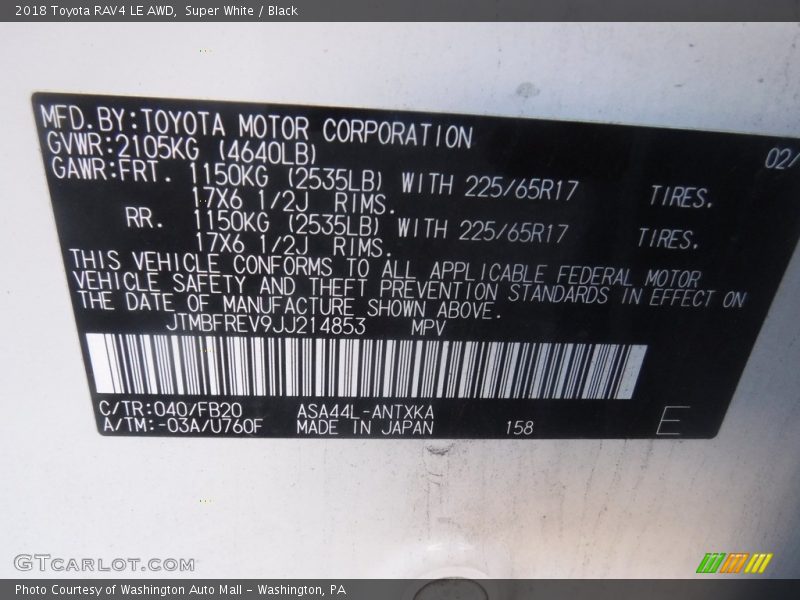 2018 Toyota RAV4 LE AWD, Super White / Black
MFD.BY:TOYOTA MOTOR CORPORATION
02/
GVWR:2105KG (4640LB)
GAWR:FRT. 1150KG (2535LB) WITH 225/65R17 TIRES.
17X6 1/2J RIMS.
RR. 1150KG (2535LB) WITH 225/65R17 TIRES.
17X6 1/2J RIMS.
THIS VEHICLE CONFORMS TO ALL APPLICABLE FEDERAL MOTOR
VEHICLE SAFETY AND THEFT PREVENTION STANDARDS IN EFFECT ON
THE DATE OF MANUFACTURE SHOWN ABOVE.
JTMBFREV9JJ214853 MPV
C/TR:040/FB20 ASA44L-ANTXKA
A/TM:-03A/U760F MADE IN JAPAN 158 E
GTCARLOT.COM
Photo Courtesy of Washington Auto Mall - Washington, PA